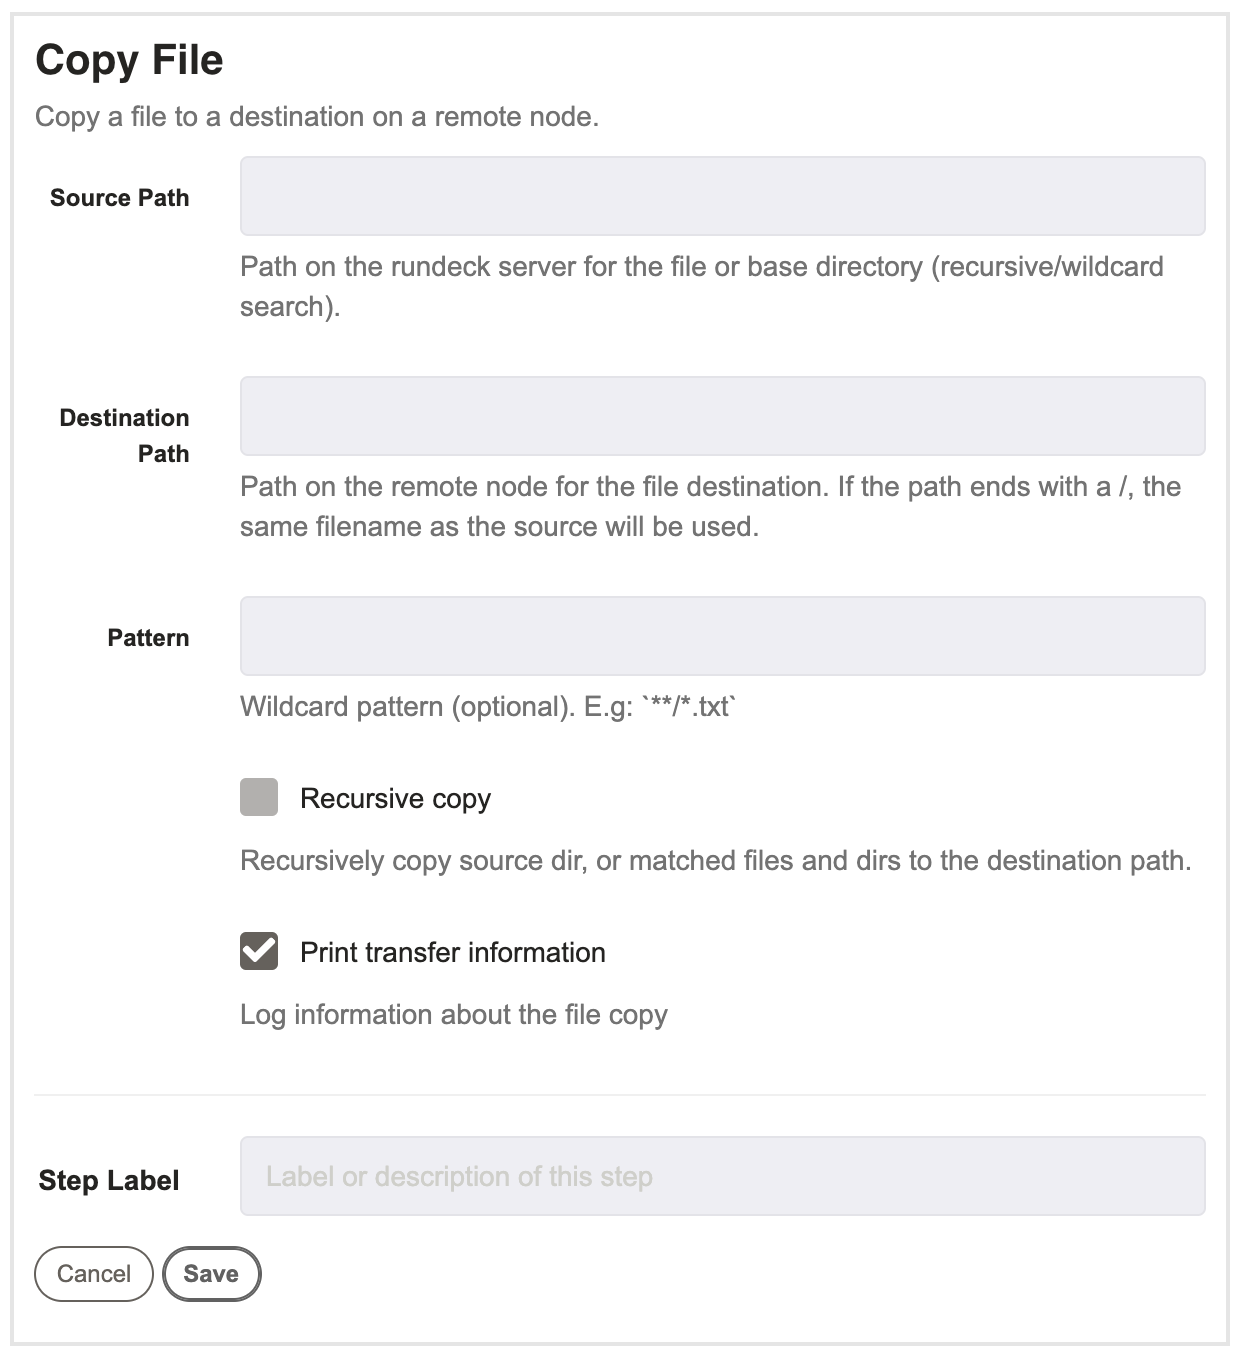 Copy File
Copy a file to a destination on a remote node.
Source Path
Path on the rundeck server for the file or base directory (recursive/wildcard
search).
Destination
Path
Path on the remote node for the file destination. If the path ends with a /, the
same filename as the source will be used.
Pattern
Wildcard pattern (optional). E.g: `**/*.txt`
Recursive copy
Recursively copy source dir, or matched files and dirs to the destination path.
Print transfer information
Log information about the file copy
Step Label
Label or description of this step
Cancel Save